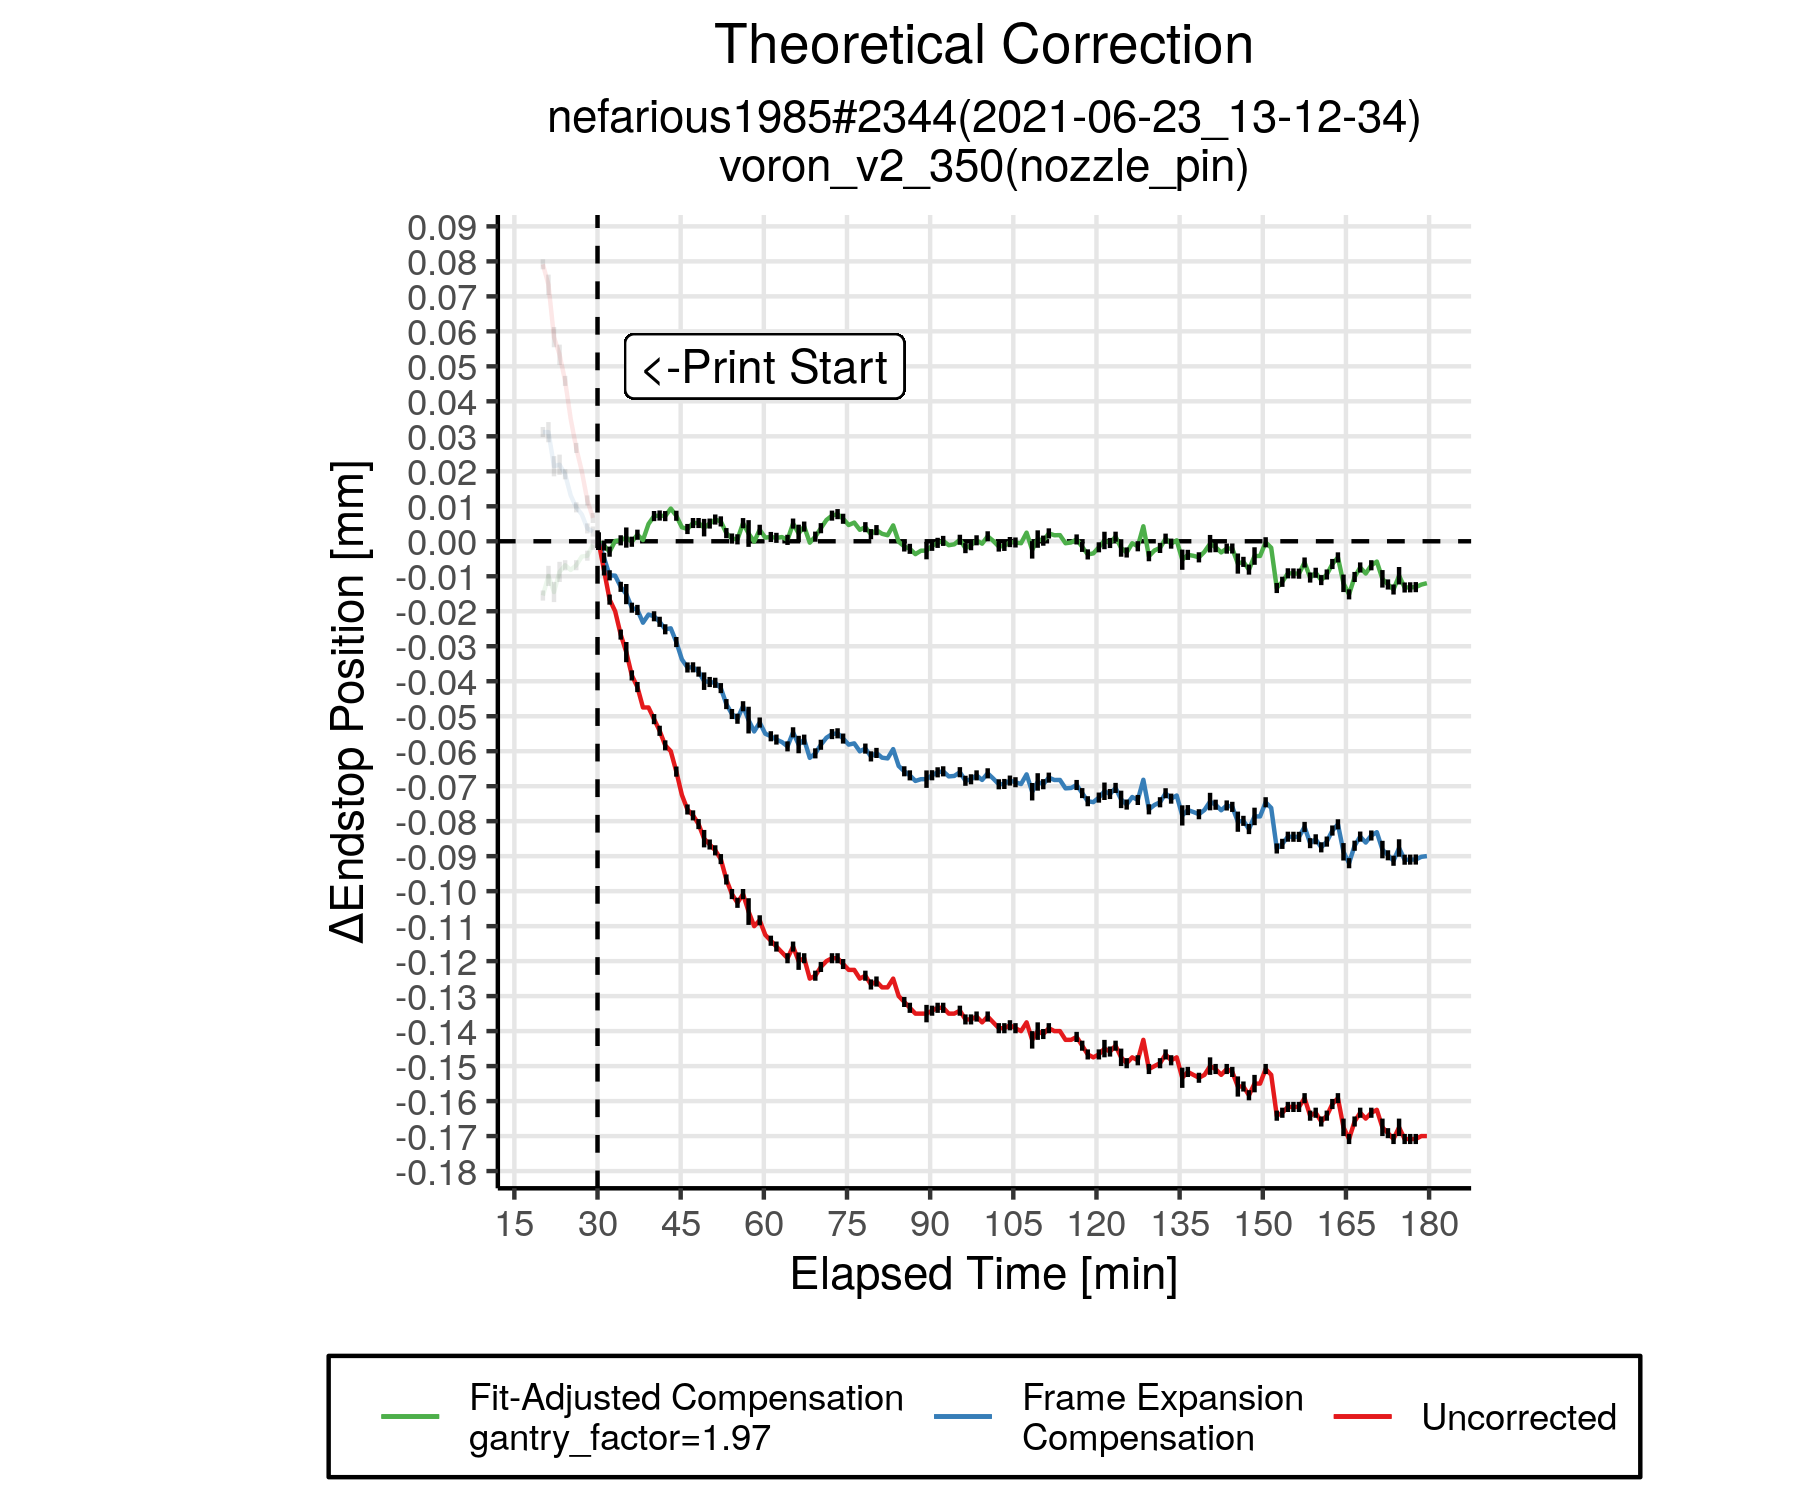 Theoretical Correction
nefarious1985#2344(2021-06-23_13-12-34)
voron_v2_350(nozzle_pin)
0.09
0.08
0.07
0.06
0.05
0.04
0.03
0.02
0.01
0.00
-0.01
-0.02
-0.03
-0.04
-0.05
-0.06
-0.07
-0.08
-0.09
-0.10
-0.11
-0.12
-0.13
-0.14
-0.15
-0.16
-0.17
-0.18
ΔEndstop Position [mm]
<-Print Start
15 30 45 60 75 90 105 120 135 150 165 180
Elapsed Time [min]
Fit-Adjusted Compensation
gantry_factor=1.97
Frame Expansion
Compensation
Uncorrected